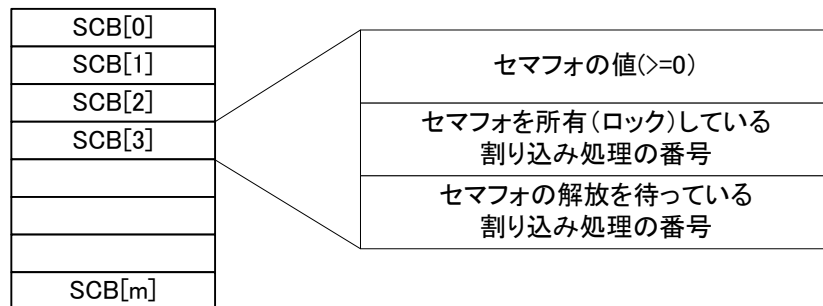 SCB[0]
SCB[1]
SCB[2]
SCB[3]
SCB[m]
セマフォの値(>=0)
セマフォを所有(ロック)している
割り込み処理の番号
セマフォの解放を待っている
割り込み処理の番号